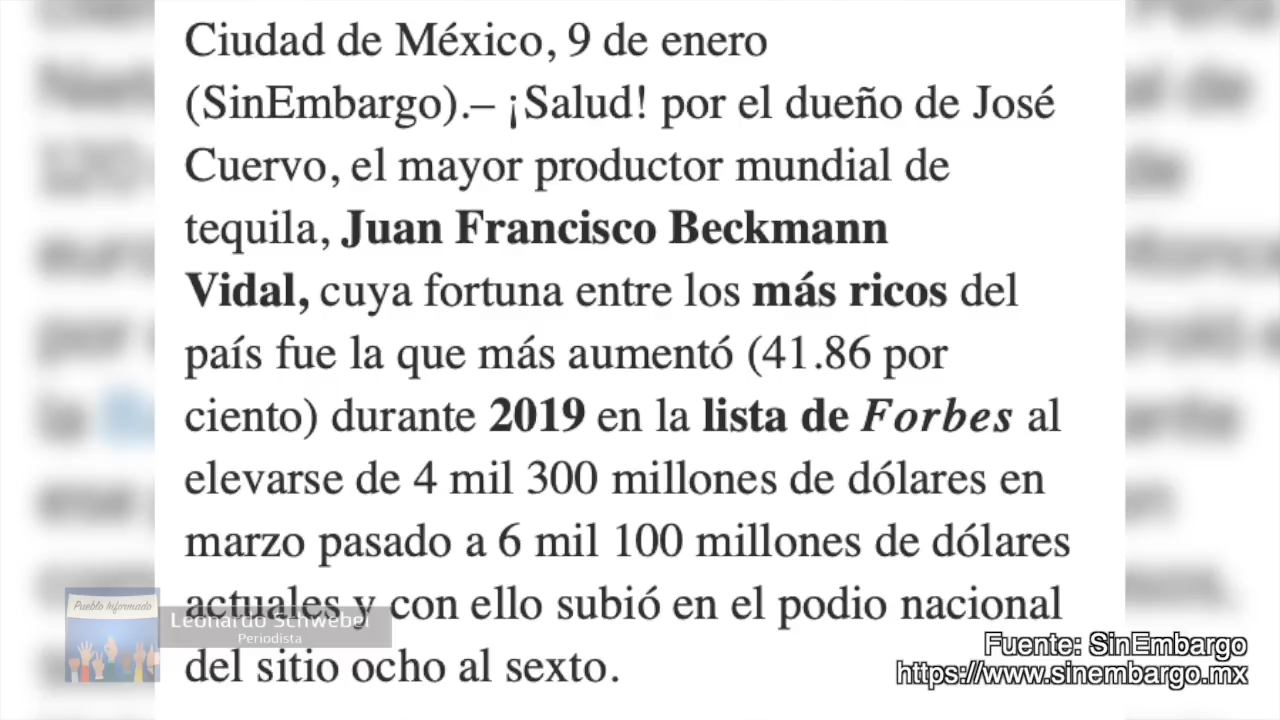 Ciudad de México, 9 de enero
(SinEmbargo).– ¡Salud! por el dueño de José
Cuervo, el mayor productor mundial de
tequila, Juan Francisco Beckmann
Vidal, cuya fortuna entre los más ricos del
país fue la que más aumentó (41.86 por
ciento) durante 2019 en la lista de Forbes al
elevarse de 4 mil 300 millones de dólares en
marzo pasado a 6 mil 100 millones de dólares
actuales y con ello subió en el podio nacional
del sitio ocho al sexto.
Pueblo Informado
Leonardo Schwebel
Periodista
Fuente: SinEmbargo
https://www.sinembargo.mx